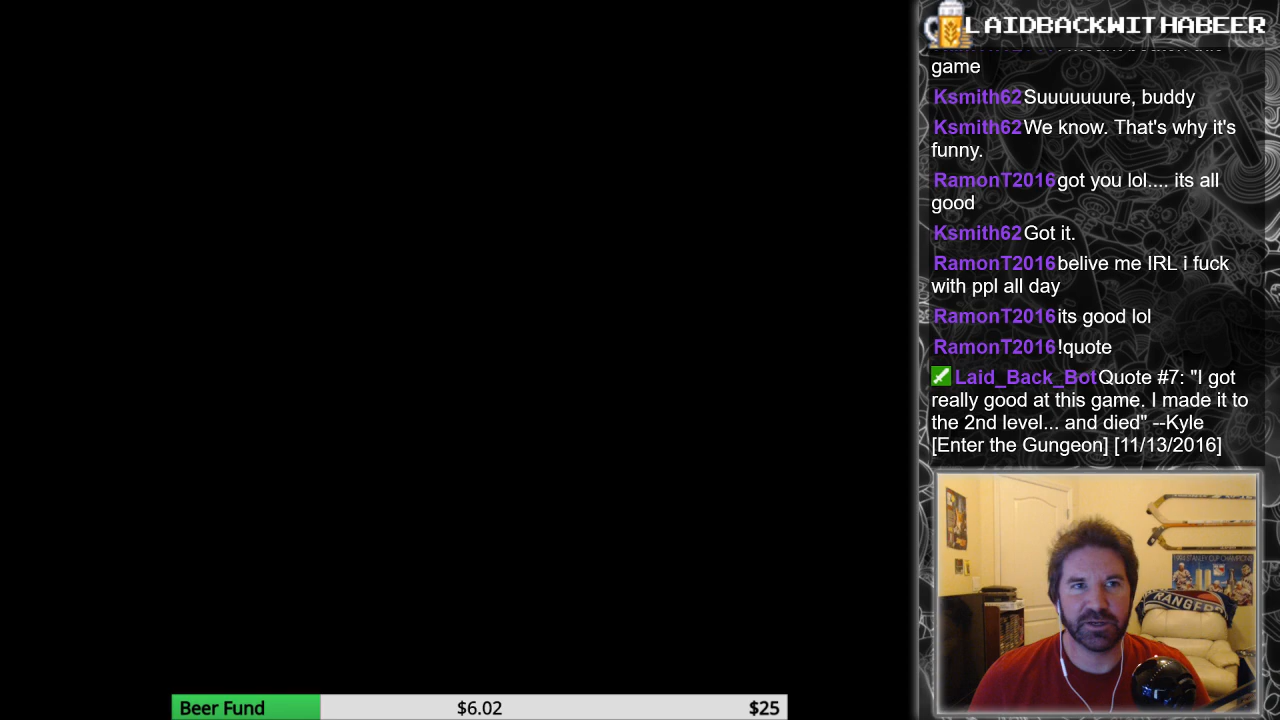 LAIDBACKWITHABEER
game
Ksmith62 Suuuuuuure, buddy
Ksmith62 We know. That's why it's
funny.
RamonT2016 got you lol.... its all
good
Ksmith62 Got it.
RamonT2016 belive me IRL i fuck
with ppl all day
RamonT2016 its good lol
RamonT2016 !quote
Laid_Back_Bot Quote #7: "I got
really good at this game. I made it to
the 2nd level... and died" --Kyle
[Enter the Gungeon] [11/13/2016]
RANGERS
Beer Fund $6.02 $25